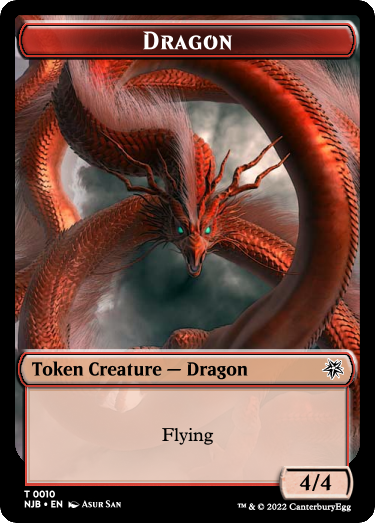 Dragon
Token Creature — Dragon
Flying
4/4
T 0010
NJB • EN Asur San
™ & © 2022 CanterburyEgg